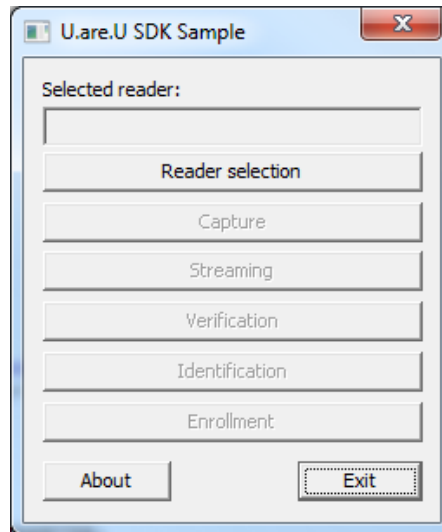 U.are.U SDK Sample
Selected reader:
Reader selection
Capture
Streaming
Verification
Identification
Enrollment
About Exit